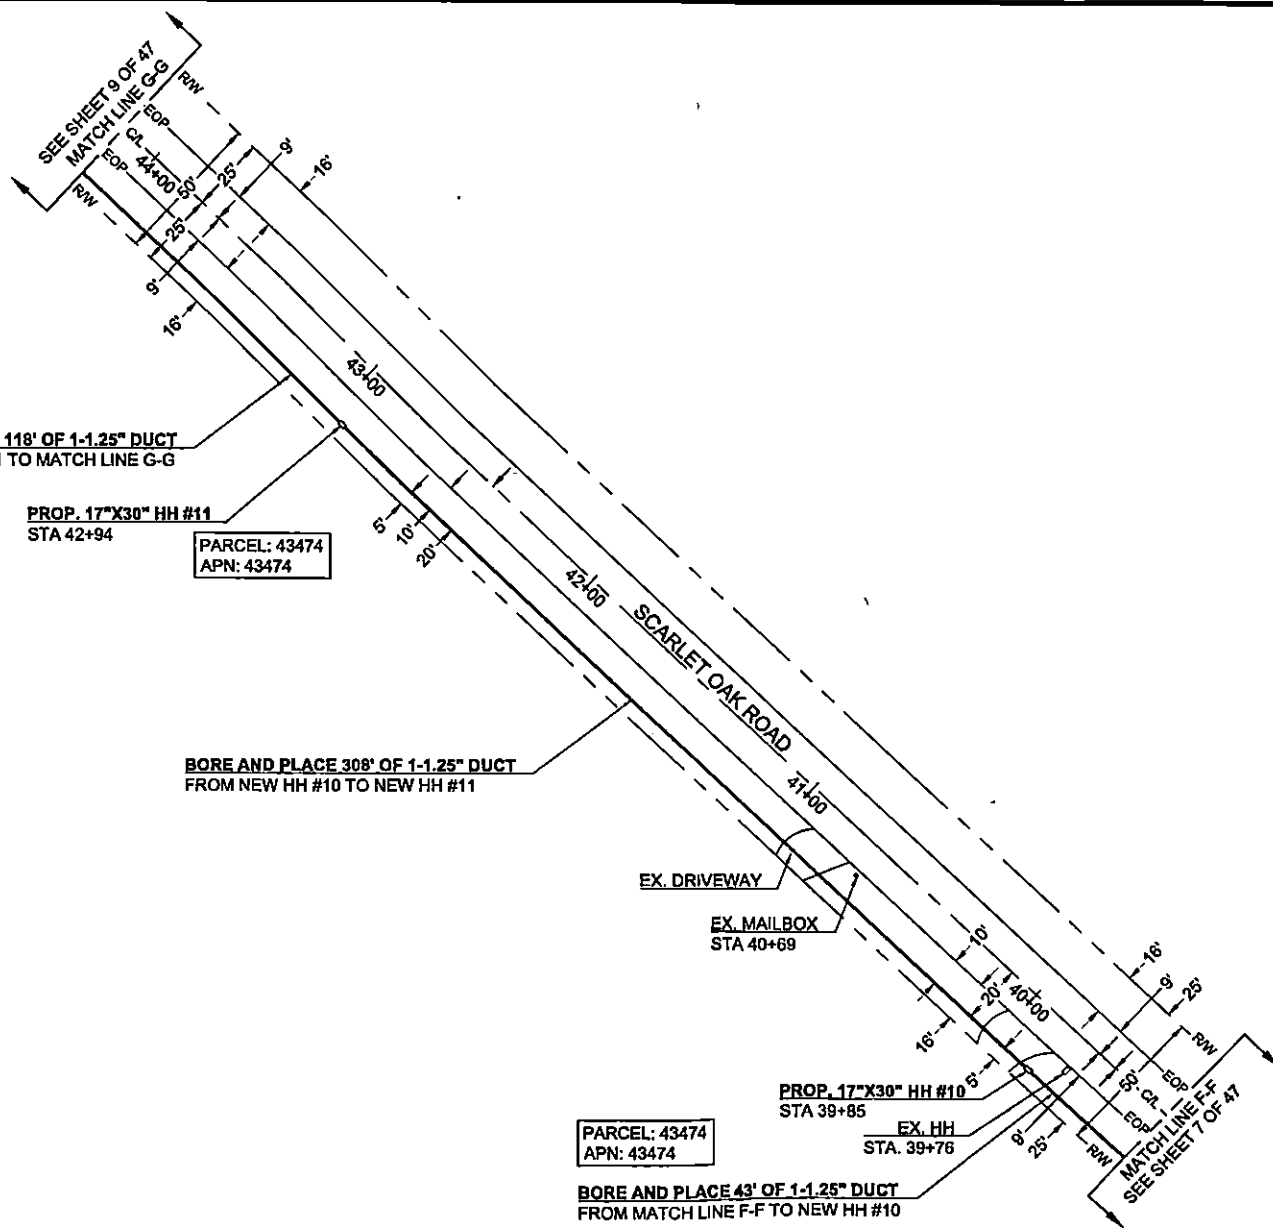 SEE SHEET 9 OF 47
MATCH LINE G-G
R/W
EOP
C/L
EOP
R/W
44+00
50'
25'
25'
9'
9'
16'
16'
43+00
118' OF 1-1.25" DUCT
TO MATCH LINE G-G
PROP. 17"X30" HH #11
STA 42+94
PARCEL: 43474
APN: 43474
5'
10'
20'
42+00
SCARLET OAK ROAD
BORE AND PLACE 308' OF 1-1.25" DUCT
FROM NEW HH #10 TO NEW HH #11
41+00
EX. DRIVEWAY
EX. MAILBOX
STA 40+69
10'
20'
40+00
16'
9'
25'
16'
5'
PROP. 17"X30" HH #10
STA 39+85
EX. HH
STA. 39+76
9'
25'
50'
R/W
EOP
C/L
EOP
R/W
MATCH LINE F-F
SEE SHEET 7 OF 47
PARCEL: 43474
APN: 43474
BORE AND PLACE 43' OF 1-1.25" DUCT
FROM MATCH LINE F-F TO NEW HH #10